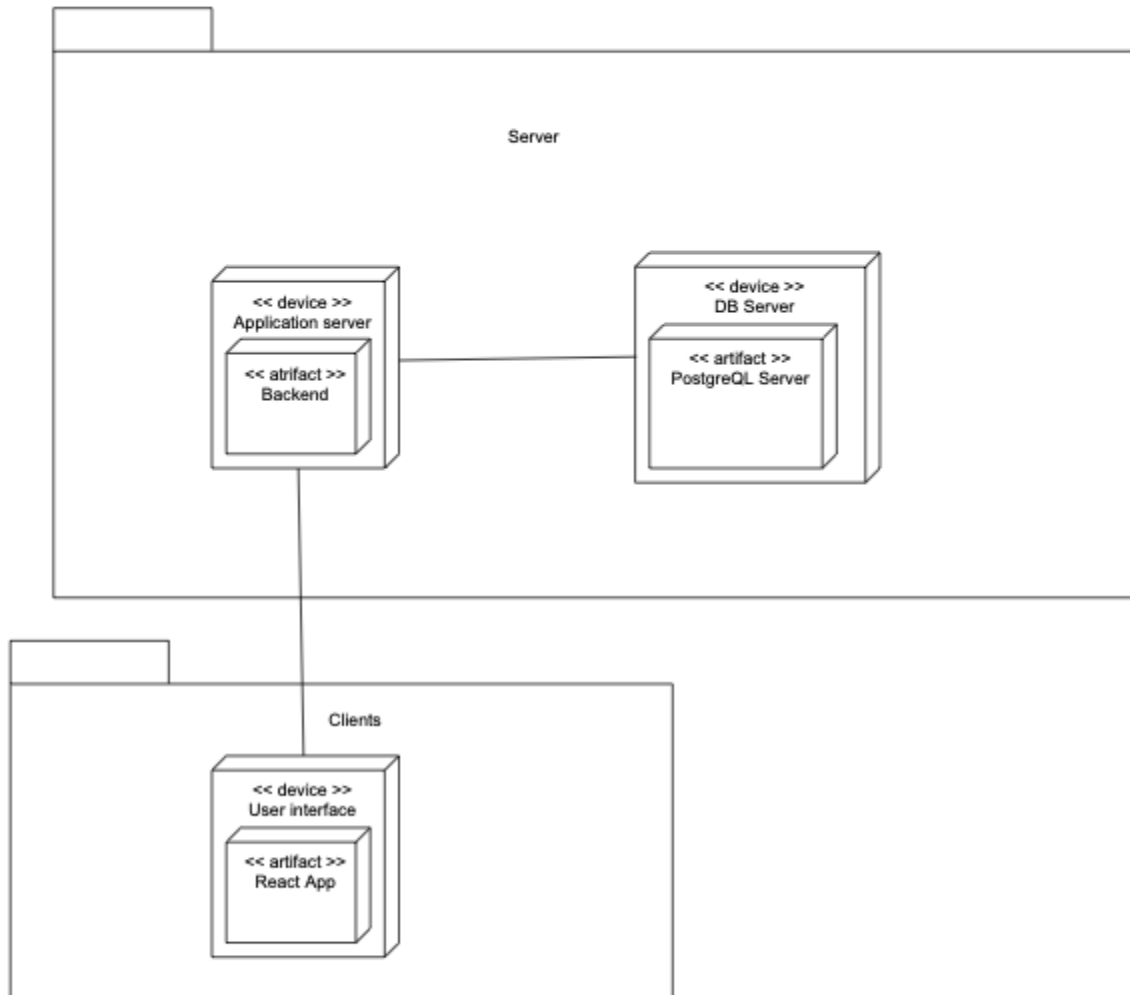 Server
<< device >>
Application server
<< atrifact >>
Backend
<< device >>
DB Server
<< artifact >>
PostgreQL Server
Clients
<< device >>
User interface
<< artifact >>
React App